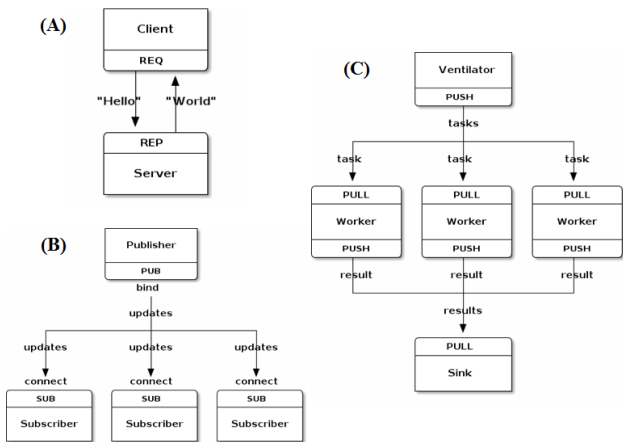 (A)
Client
REQ
"Hello" "World"
REP
Server
(B)
Publisher
PUB
bind
updates
updates updates updates
connect connect connect
SUB SUB SUB
Subscriber Subscriber Subscriber
(C)
Ventilator
PUSH
tasks
task task task
PULL PULL PULL
Worker Worker Worker
PUSH PUSH PUSH
result result result
results
PULL
Sink